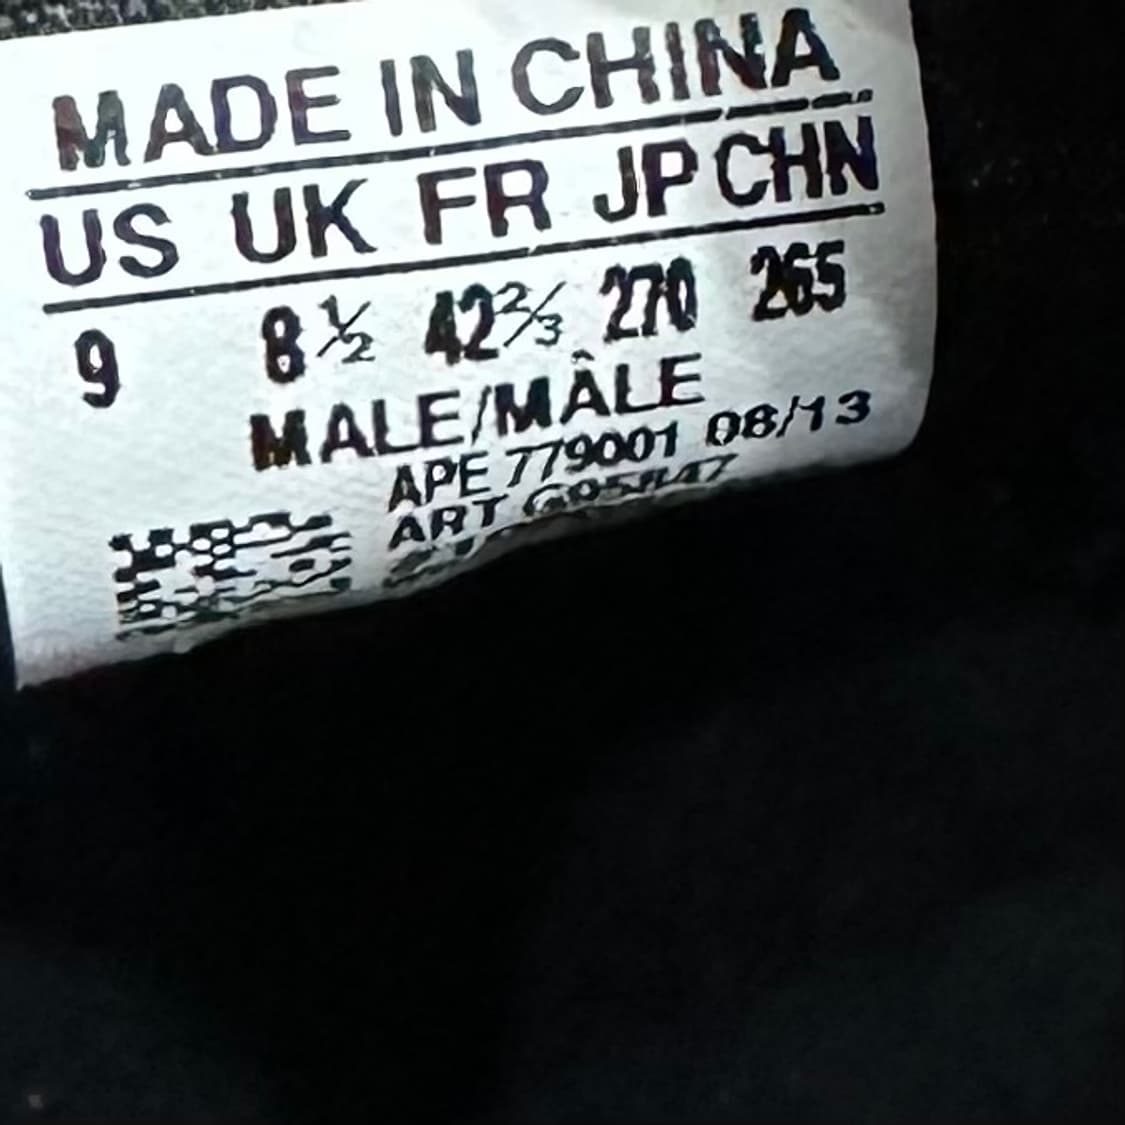 MADE IN CHINA
US UK FR JP CHN
9 8½ 42⅔ 270 265
MALE/MÂLE
APE 779001 08/13
ART